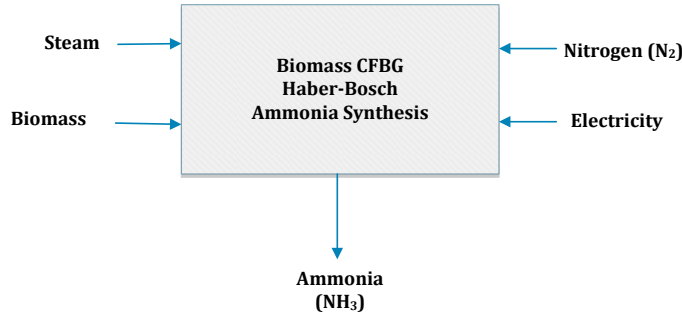 Steam
Biomass
Biomass CFBG
Haber-Bosch
Ammonia Synthesis
Nitrogen (N₂)
Electricity
Ammonia
(NH₃)